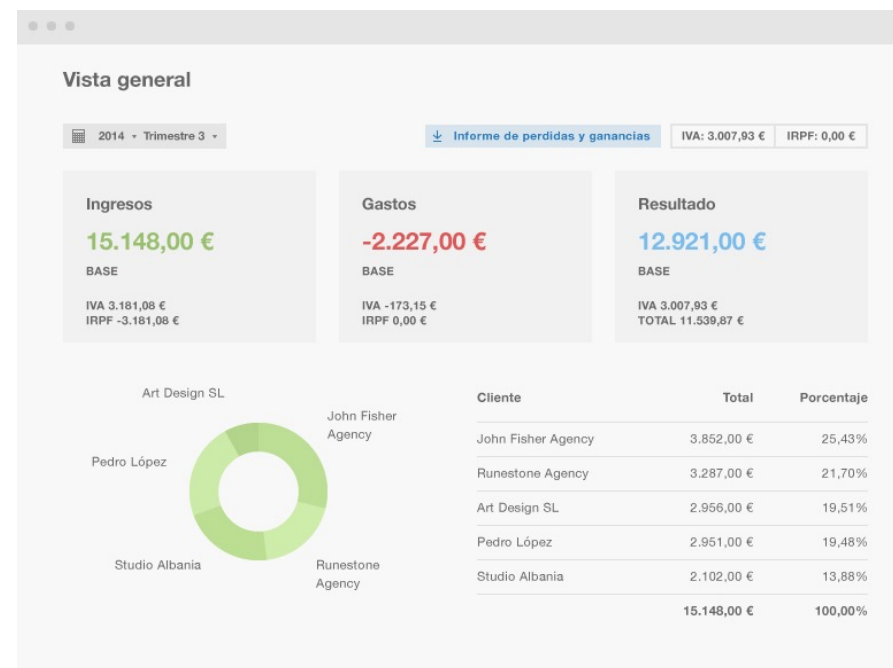 Vista general
2014 Trimestre 3
Informe de perdidas y ganancias
IVA: 3.007,93 €
IRPF: 0,00 €
Ingresos
15.148,00 €
BASE
IVA 3.181,08 €
IRPF -3.181,08 €
Gastos
-2.227,00 €
BASE
IVA -173,15 €
IRPF 0,00 €
Resultado
12.921,00 €
BASE
IVA 3.007,93 €
TOTAL 11.539,87 €
Art Design SL
John Fisher
Agency
Pedro López
Studio Albania
Runestone
Agency
Cliente Total Porcentaje
John Fisher Agency 3.852,00 € 25,43%
Runestone Agency 3.287,00 € 21,70%
Art Design SL 2.956,00 € 19,51%
Pedro López 2.951,00 € 19,48%
Studio Albania 2.102,00 € 13,88%
15.148,00 € 100,00%